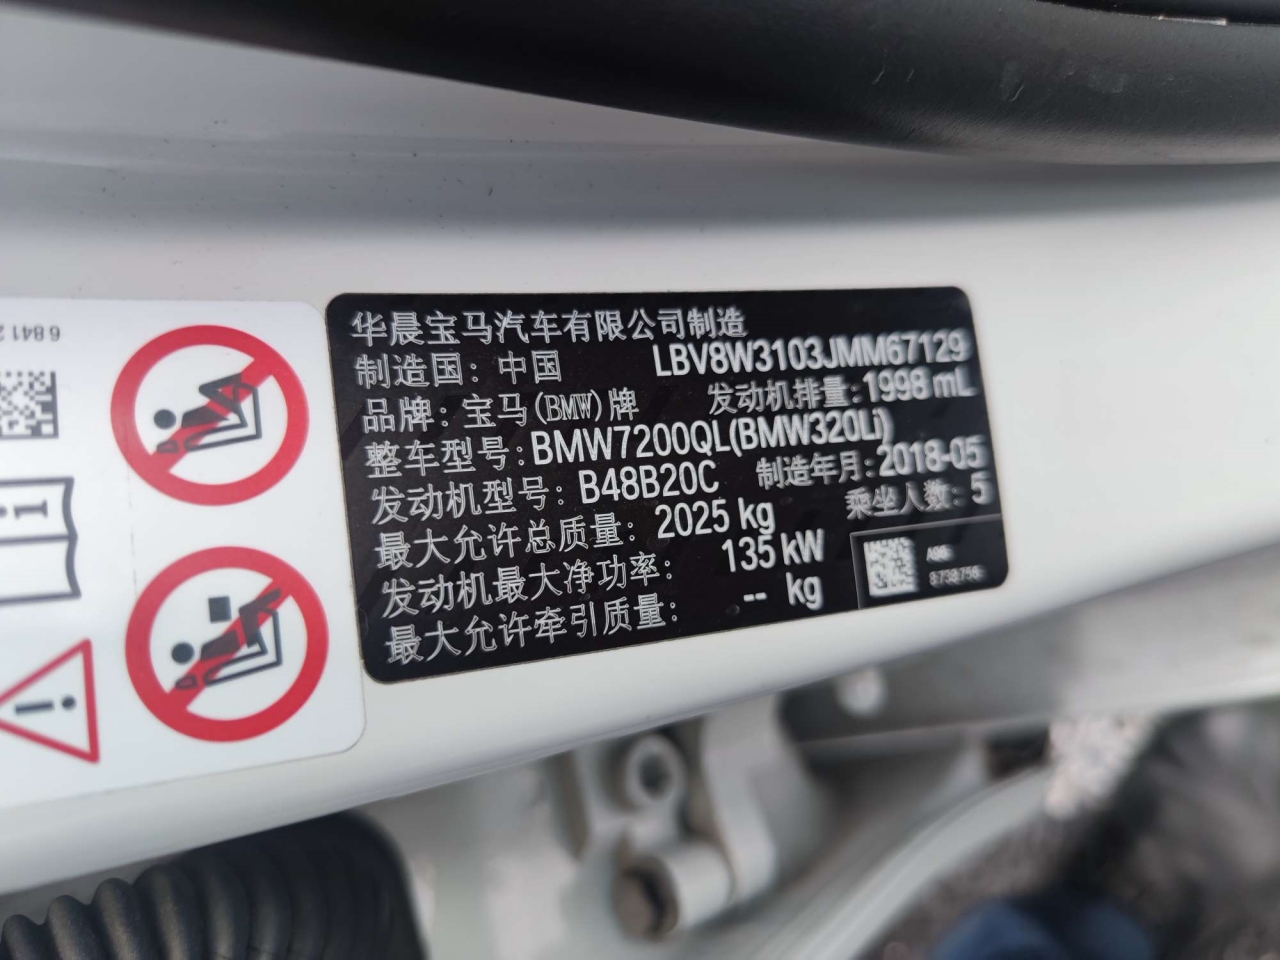 华晨宝马汽车有限公司制造
制造国：中国 LBV8W3103JMM67129
品牌：宝马(BMW)牌 发动机排量：1998 mL
整车型号：BMW7200QL(BMW320Li)
发动机型号：B48B20C 制造年月：2018-05
最大允许总质量：2025 kg 乘坐人数：5
发动机最大净功率：135 kW
最大允许牵引质量：-- kg
68412
i
!